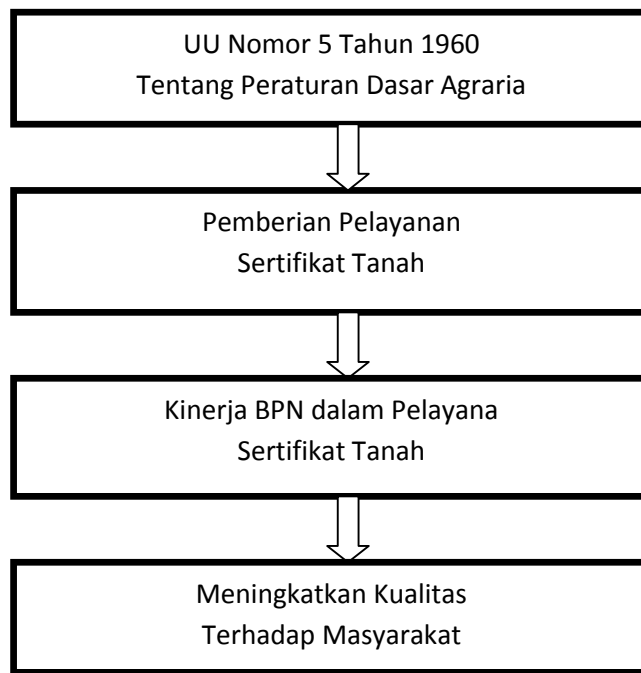 UU Nomor 5 Tahun 1960
Tentang Peraturan Dasar Agraria
Pemberian Pelayanan
Sertifikat Tanah
Kinerja BPN dalam Pelayana
Sertifikat Tanah
Meningkatkan Kualitas
Terhadap Masyarakat